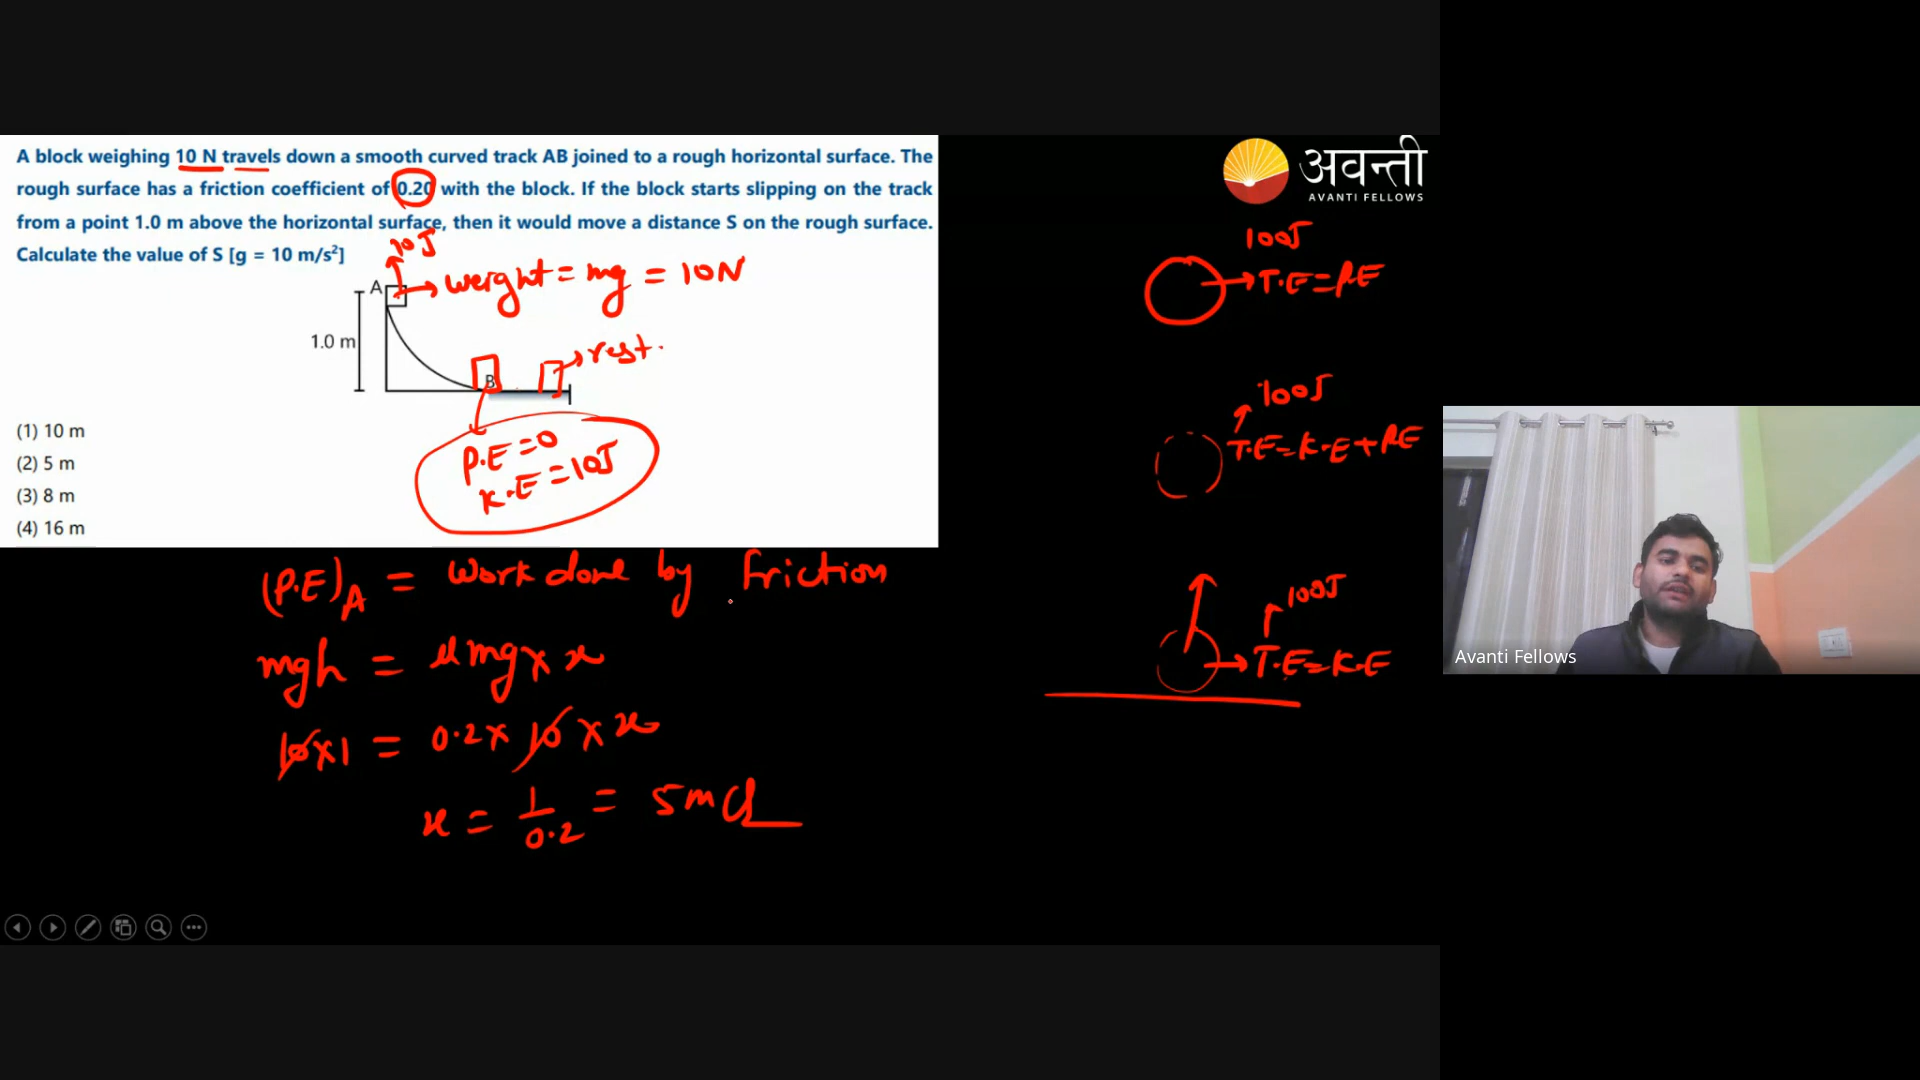 A block weighing 10 N travels down a smooth curved track AB joined to a rough horizontal surface. The
rough surface has a friction coefficient of 0.20 with the block. If the block starts slipping on the track
from a point 1.0 m above the horizontal surface, then it would move a distance S on the rough surface.
Calculate the value of S [g = 10 m/s²]
10J
A
weight = mg = 10N
1.0 m
rest.
B
P.E = 0
K.E = 10J
(1) 10 m
(2) 5 m
(3) 8 m
(4) 16 m
(P.E)A = work done by friction
mgh = μmg x x
10x1 = 0.2x 10 x x
x = 1/0.2 = 5m
अवन्ती
AVANTI FELLOWS
100J
T.E = P.E
100J
T.E = K.E + P.E
100J
T.E = K.E
Avanti Fellows